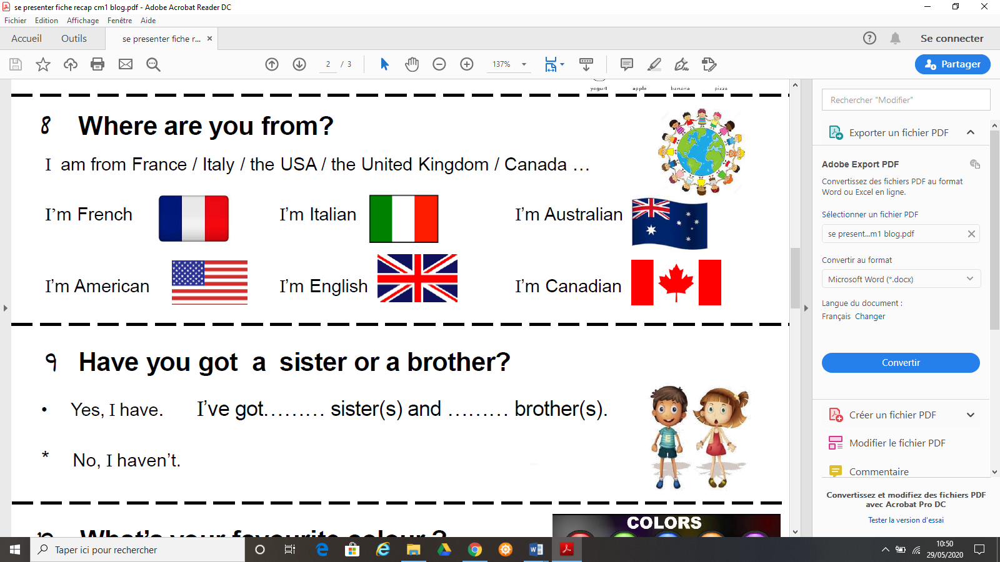 se presenter fiche recap cm1 blog.pdf - Adobe Acrobat Reader DC
Fichier Edition Affichage Fenêtre Aide
Accueil Outils se presenter fiche r... Se connecter
2 / 3 137% Partager
yogurt apple banana pizza
8 Where are you from?
I am from France / Italy / the USA / the United Kingdom / Canada …
I'm French I'm Italian I'm Australian
I'm American I'm English I'm Canadian
9 Have you got a sister or a brother?
• Yes, I have. I've got……… sister(s) and ……… brother(s).
* No, I haven't.
10 What's your favourite colour ?
COLORS
Rechercher "Modifier"
Exporter un fichier PDF
Adobe Export PDF
Convertissez des fichiers PDF au format
Word ou Excel en ligne.
Sélectionner un fichier PDF
se present...m1 blog.pdf
Convertir au format
Microsoft Word (*.docx)
Langue du document :
Français Changer
Convertir
Créer un fichier PDF
Modifier le fichier PDF
Commentaire
Convertissez et modifiez des fichiers PDF
avec Acrobat Pro DC
Tester la version d'essai
Taper ici pour rechercher
10:50
29/05/2020